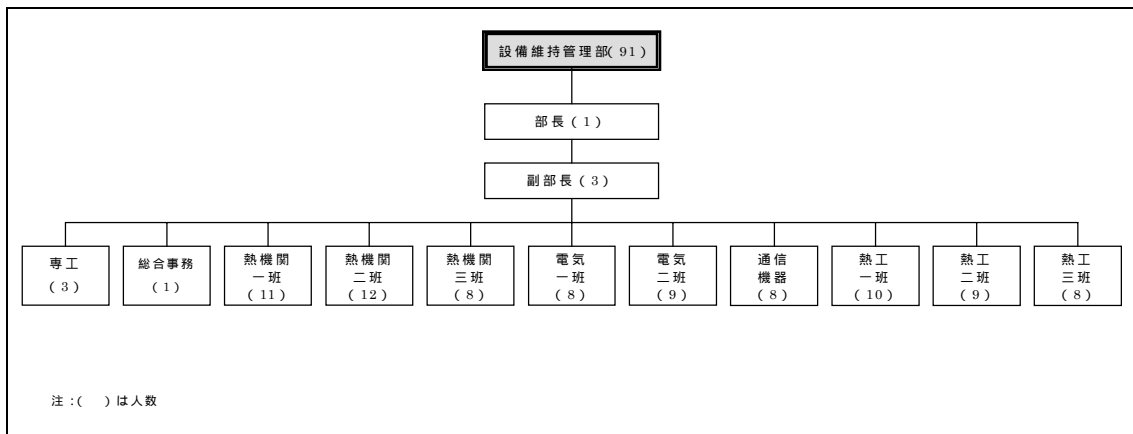 設備維持管理部(91)
部長(1)
副部長(3)
専工
(3)
総合事務
(1)
熱機関
一班
(11)
熱機関
二班
(12)
熱機関
三班
(8)
電気
一班
(8)
電気
二班
(9)
通信
機器
(8)
熱工
一班
(10)
熱工
二班
(9)
熱工
三班
(8)
注:( )は人数